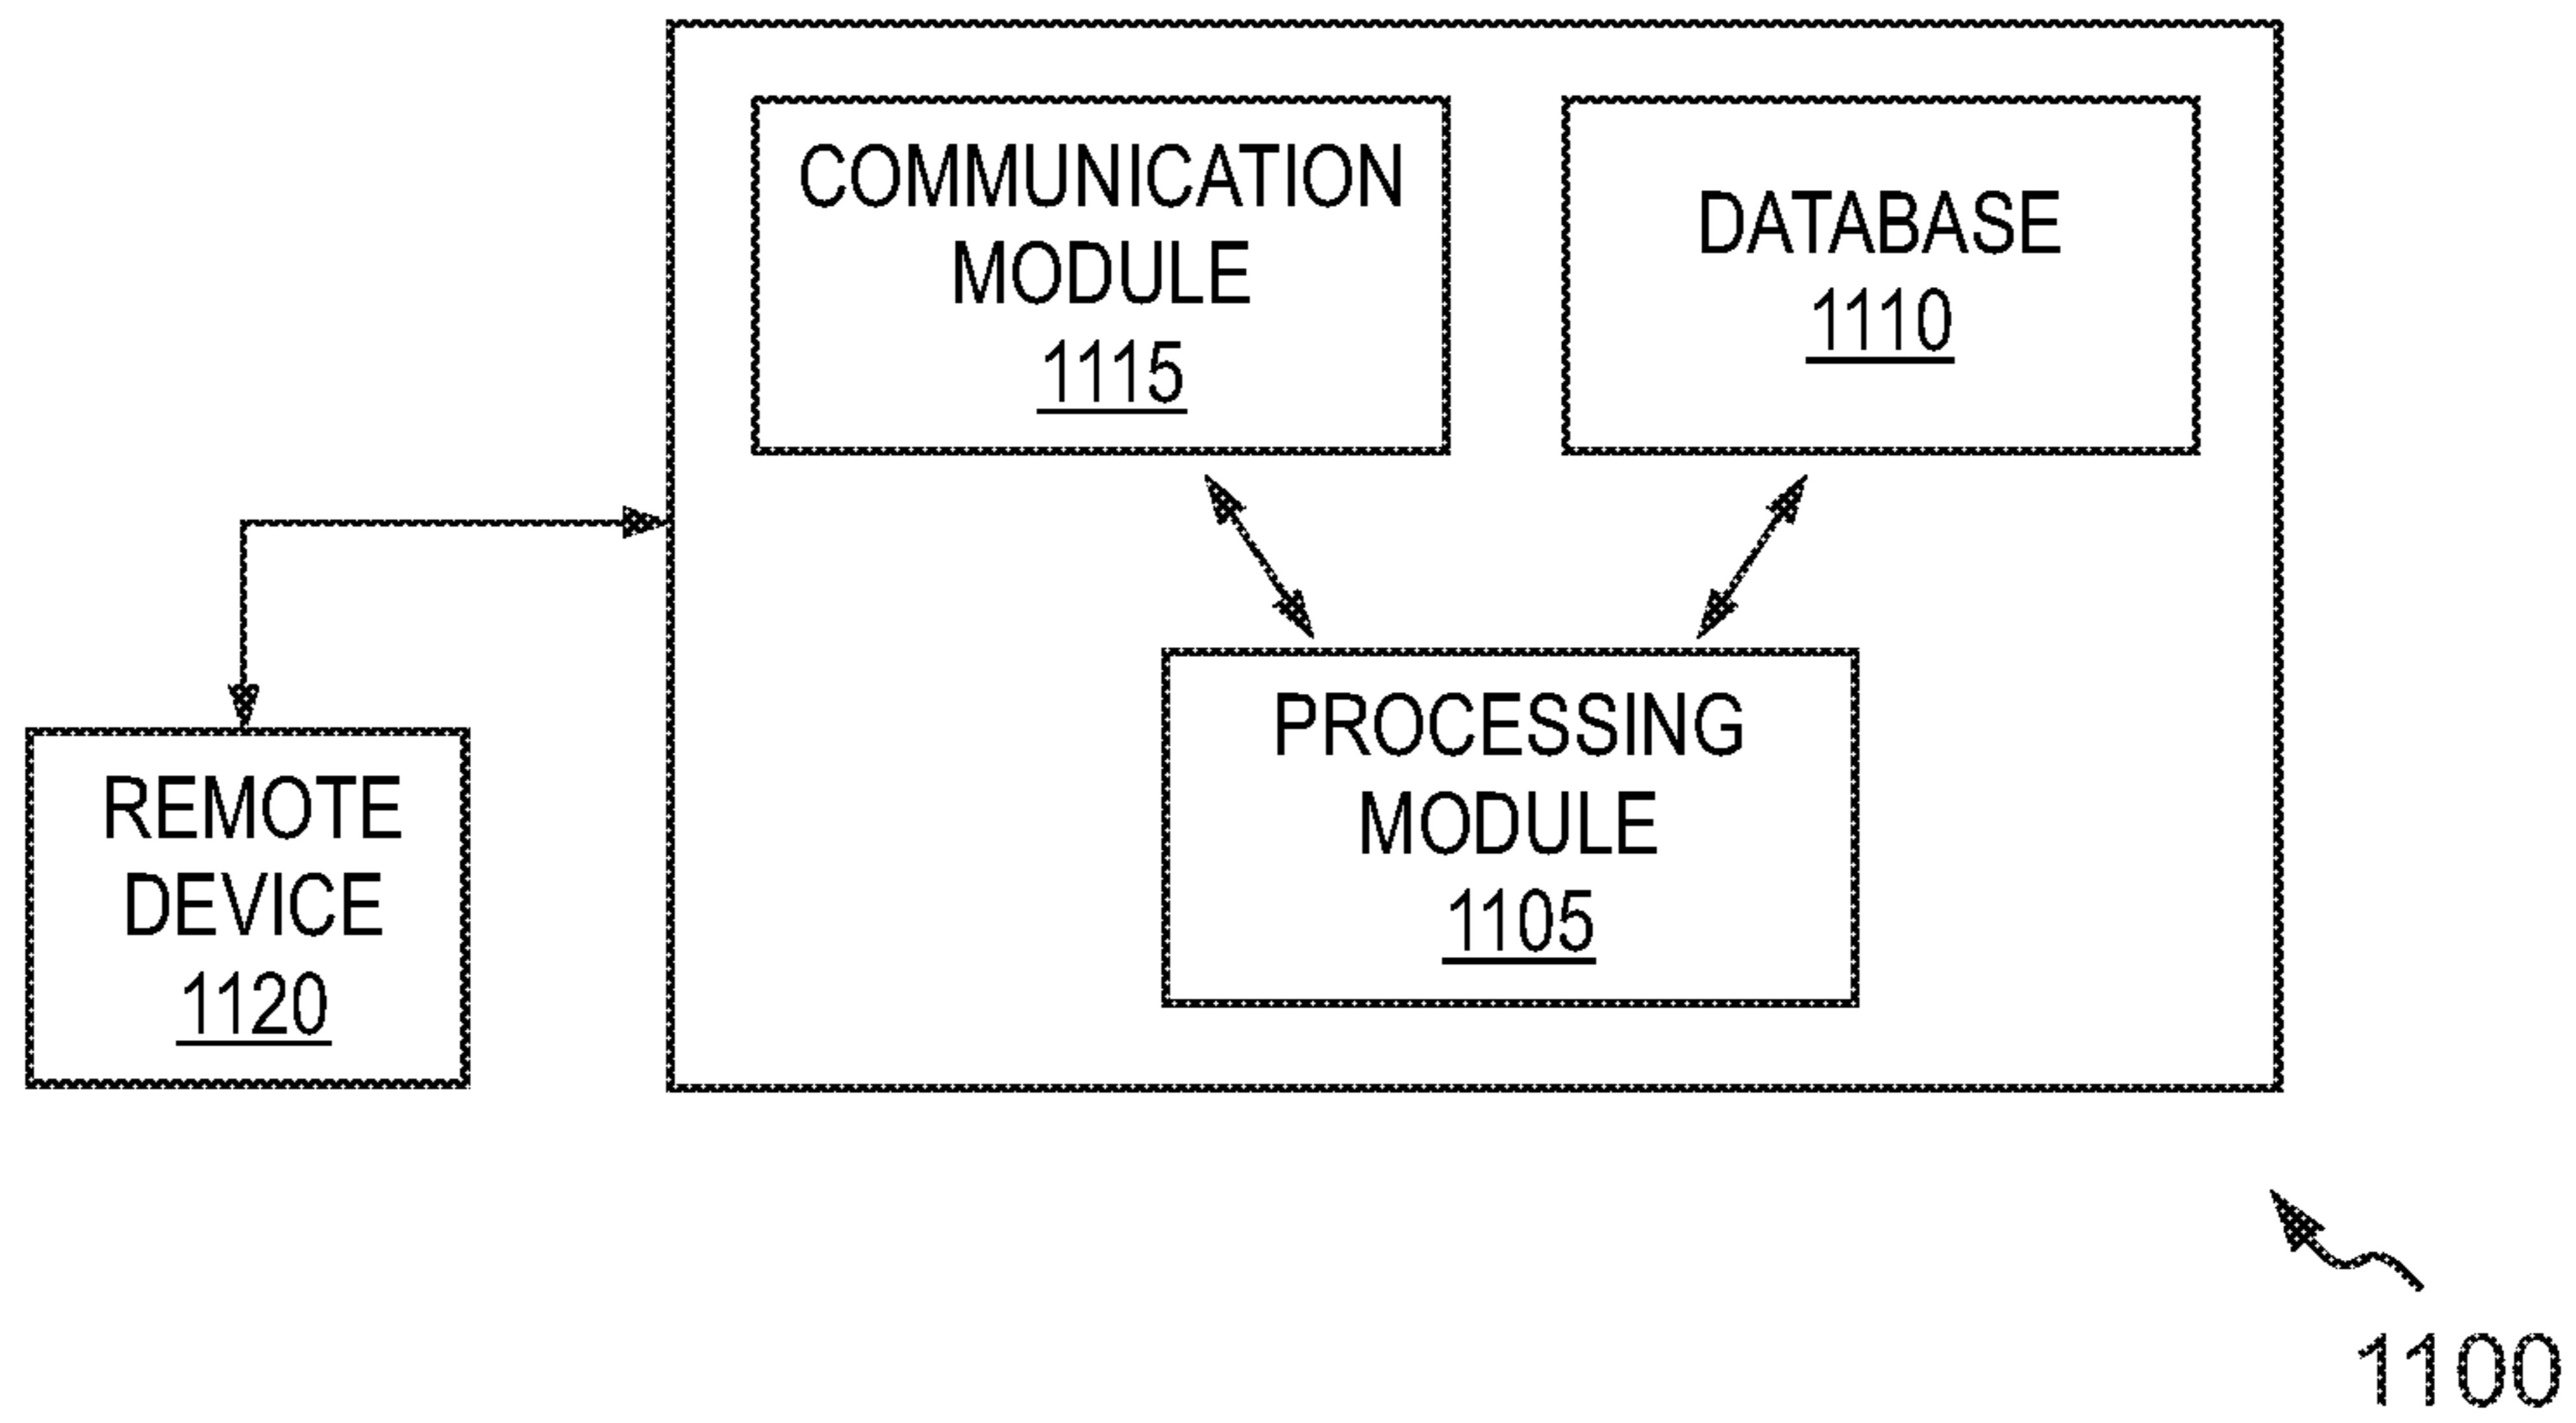 COMMUNICATION
MODULE
1115
DATABASE
1110
PROCESSING
MODULE
1105
REMOTE
DEVICE
1120
1100